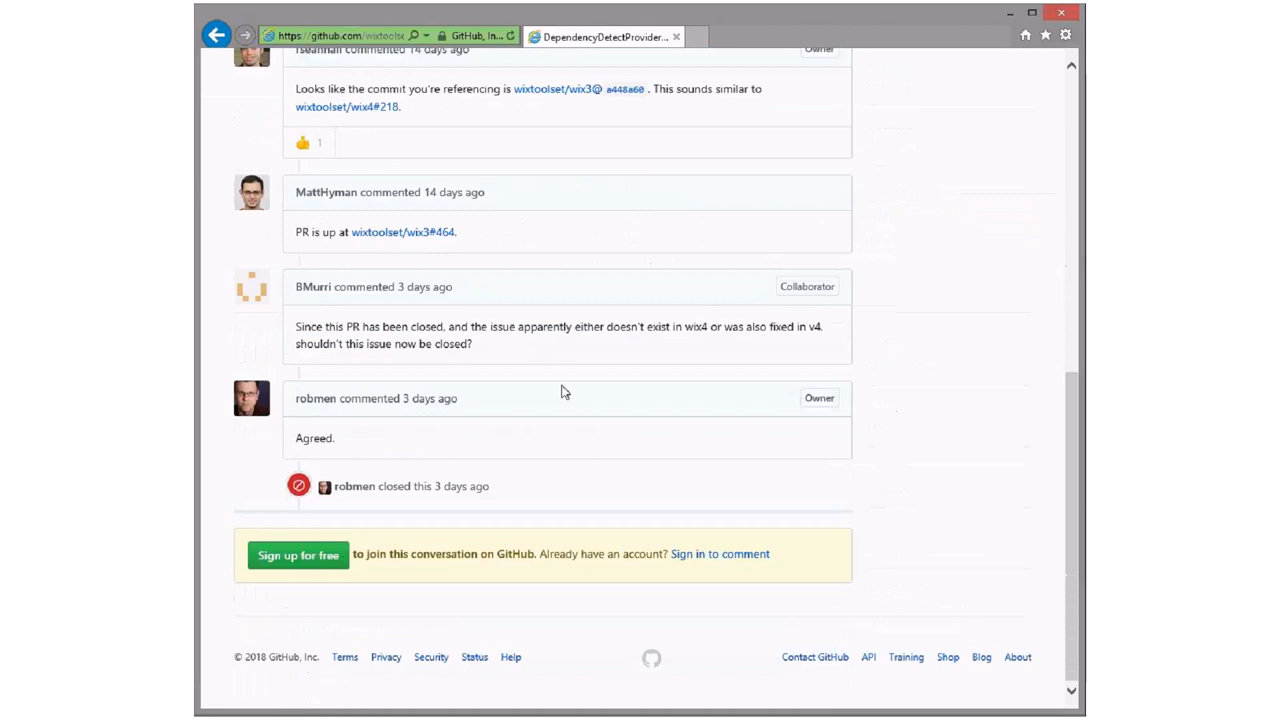 https://github.com/wixtoolse
GitHub, In...
DependencyDetectProvider...
rseanhall commented 14 days ago
Owner
Looks like the commit you're referencing is wixtoolset/wix3@ a448a60 . This sounds similar to
wixtoolset/wix4#218.
1
MattHyman commented 14 days ago
PR is up at wixtoolset/wix3#464.
BMurri commented 3 days ago
Collaborator
Since this PR has been closed, and the issue apparently either doesn't exist in wix4 or was also fixed in v4.
shouldn't this issue now be closed?
robmen commented 3 days ago
Owner
Agreed.
robmen closed this 3 days ago
Sign up for free to join this conversation on GitHub. Already have an account? Sign in to comment
© 2018 GitHub, Inc. Terms Privacy Security Status Help
Contact GitHub API Training Shop Blog About